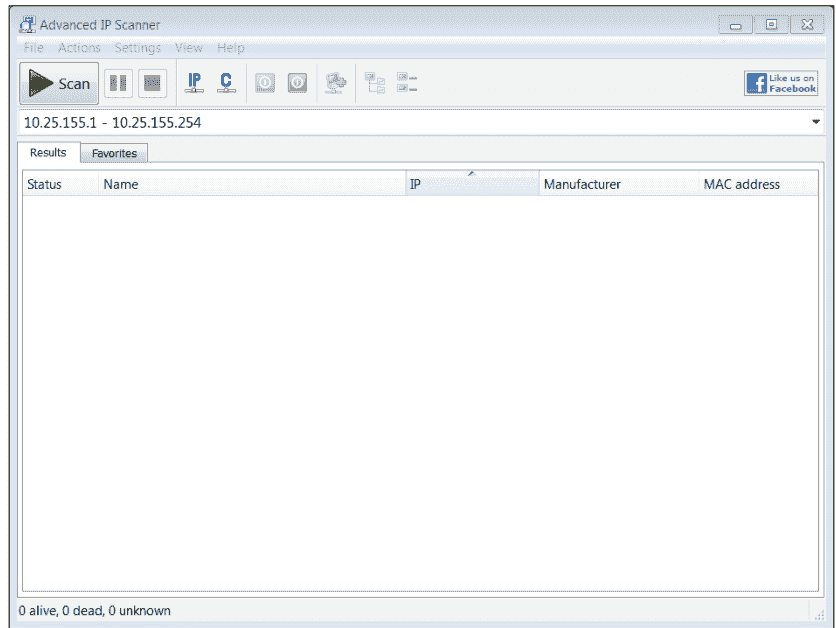 Advanced IP Scanner
File Actions Settings View Help
Scan IP C Like us on
Facebook
10.25.155.1 - 10.25.155.254
Results Favorites
Status Name IP Manufacturer MAC address
0 alive, 0 dead, 0 unknown